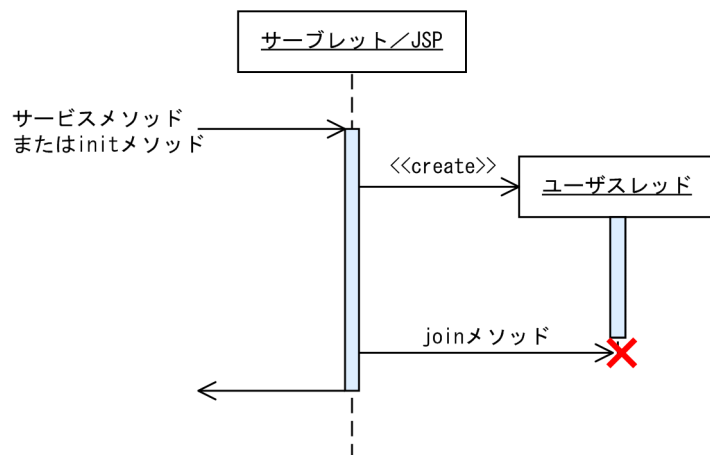 サーブレット／JSP
サービスメソッド
またはinitメソッド
<<create>>
ユーザスレッド
joinメソッド